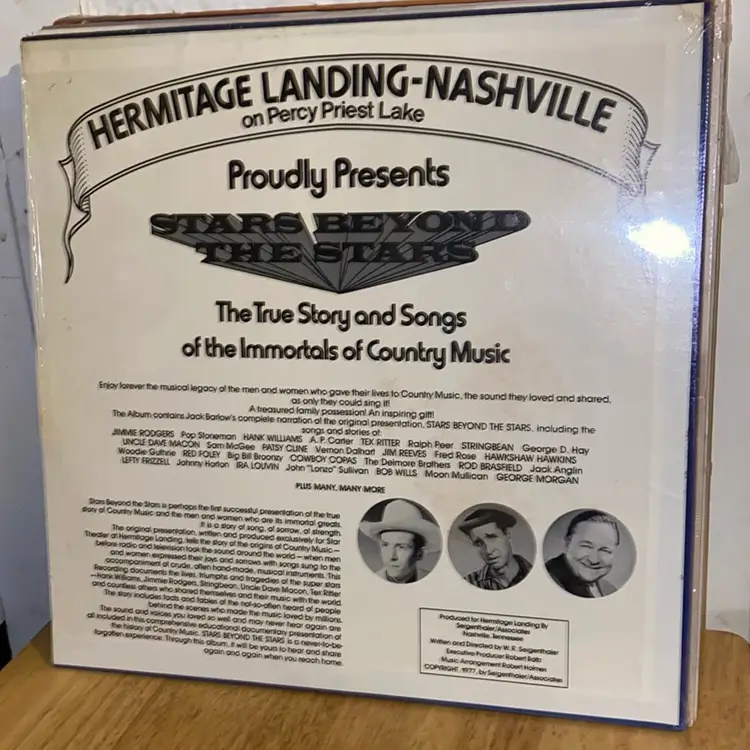 HERMITAGE LANDING-NASHVILLE
on Percy Priest Lake
Proudly Presents
STARS BEYOND
THE STARS
The True Story and Songs
of the Immortals of Country Music
Enjoy forever the musical legacy of the men and women who gave their lives to Country Music, the sound they loved and shared,
as only they could sing it!
A treasured family possession! An inspiring gift!
The Album contains Jack Barlow's complete narration of the original presentation, STARS BEYOND THE STARS, including the
songs and stories of:
JIMMIE RODGERS Pop Stoneman HANK WILLIAMS A. P. Carter TEX RITTER Ralph Peer STRINGBEAN George D. Hay
UNCLE DAVE MACON Sam McGee PATSY CLINE Vernon Dalhart JIM REEVES Fred Rose HAWKSHAW HAWKINS
Woodie Guthrie RED FOLEY Big Bill Broonzy COWBOY COPAS The Delmore Brothers ROD BRASFIELD Jack Anglin
LEFTY FRIZZELL Johnny Horton IRA LOUVIN John "Lonzo" Sullivan BOB WILLS Moon Mullican GEORGE MORGAN
PLUS MANY, MANY MORE
Stars Beyond the Stars is perhaps the first successful presentation of the true
story of Country Music and the men and women who are its immortal greats.
It is a story of song, of sorrow, of strength.
The original presentation, written and produced exclusively for Star
Theater at Hermitage Landing, tells the story of the origins of Country Music—
before radio and television took the sound around the world—when men
and women expressed their joys and sorrows with songs sung to the
accompaniment of crude, often hand-made, musical instruments. This
Recording documents the lives, triumphs and tragedies of the super stars
—Hank Williams, Jimmie Rodgers, Stringbean, Uncle Dave Macon, Tex Ritter
and countless others who shared themselves and their music with the world.
The story includes facts and fables of the not-so-often heard of people
behind the scenes who made the music loved by millions.
The sound and voices you loved so well and may never hear again are
all included in this comprehensive educational documentary presentation of
the history of Country Music. STARS BEYOND THE STARS is a never-to-be-
forgotten experience. Through this album, it will be yours to hear and share
again and again when you reach home.
Produced for Hermitage Landing By
Seigenthaler/Associates
Nashville, Tennessee
Written and Directed by W. R. Seigenthaler
Executive Producer Robert Baltz
Music Arrangement Robert Holmes
COPYRIGHT, 1977, by Seigenthaler/Associates